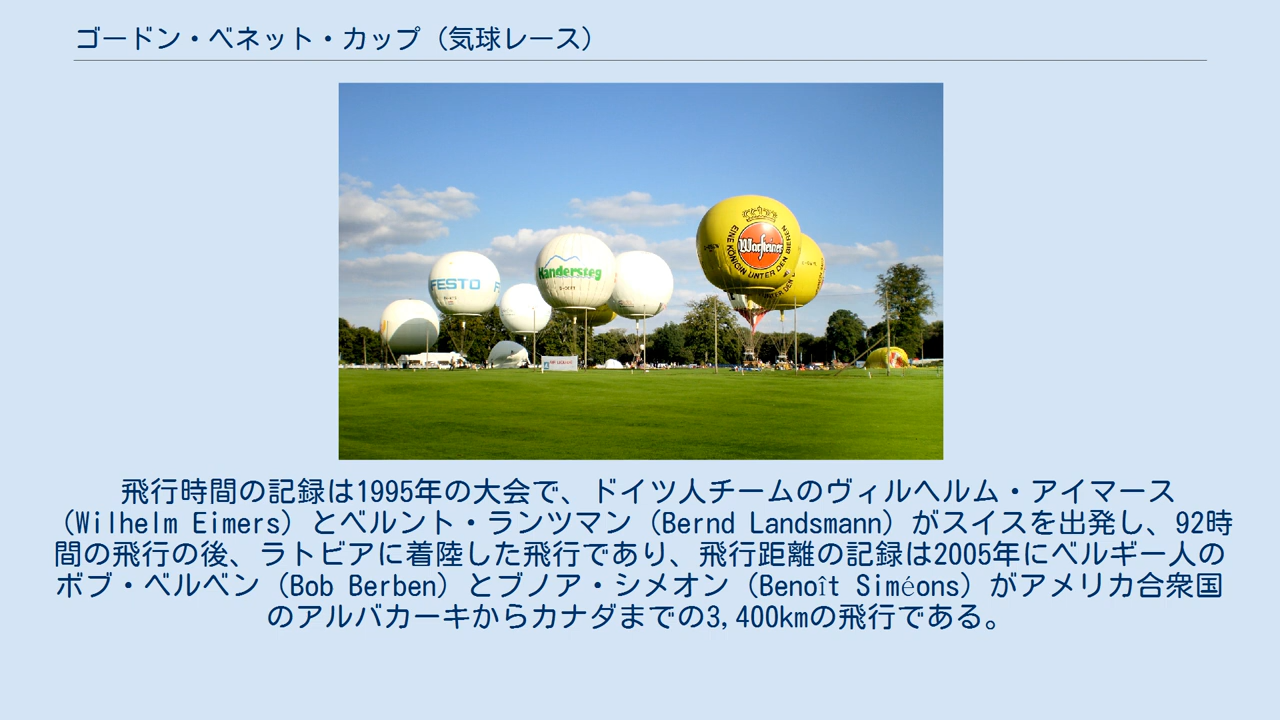 ゴードン・ベネット・カップ（気球レース）
FESTO
Kandersteg
EINE KÖNIGIN UNTER DEN BIEREN
Warsteiner
飛行時間の記録は1995年の大会で、ドイツ人チームのヴィルヘルム・アイマース
（Wilhelm Eimers）とベルント・ランツマン（Bernd Landsmann）がスイスを出発し、92時
間の飛行の後、ラトビアに着陸した飛行であり、飛行距離の記録は2005年にベルギー人の
ボブ・ベルベン（Bob Berben）とブノア・シメオン（Benoît Siméons）がアメリカ合衆国
のアルバカーキからカナダまでの3,400kmの飛行である。